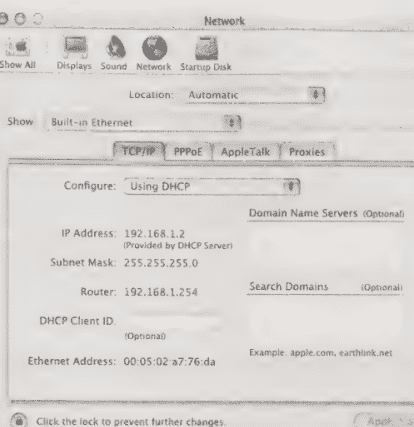 Network
Show All Displays Sound Network Startup Disk
Location: Automatic
Show Built-in Ethernet
TCP/IP PPPoE AppleTalk Proxies
Configure: Using DHCP
Domain Name Servers (Optional)
IP Address: 192.168.1.2
(Provided by DHCP Server)
Subnet Mask: 255.255.255.0
Router: 192.168.1.254
Search Domains (Optional)
DHCP Client ID.
(Optional)
Example: apple.com, earthlink.net
Ethernet Address: 00:05:02 a7:76:da
Click the lock to prevent further changes.